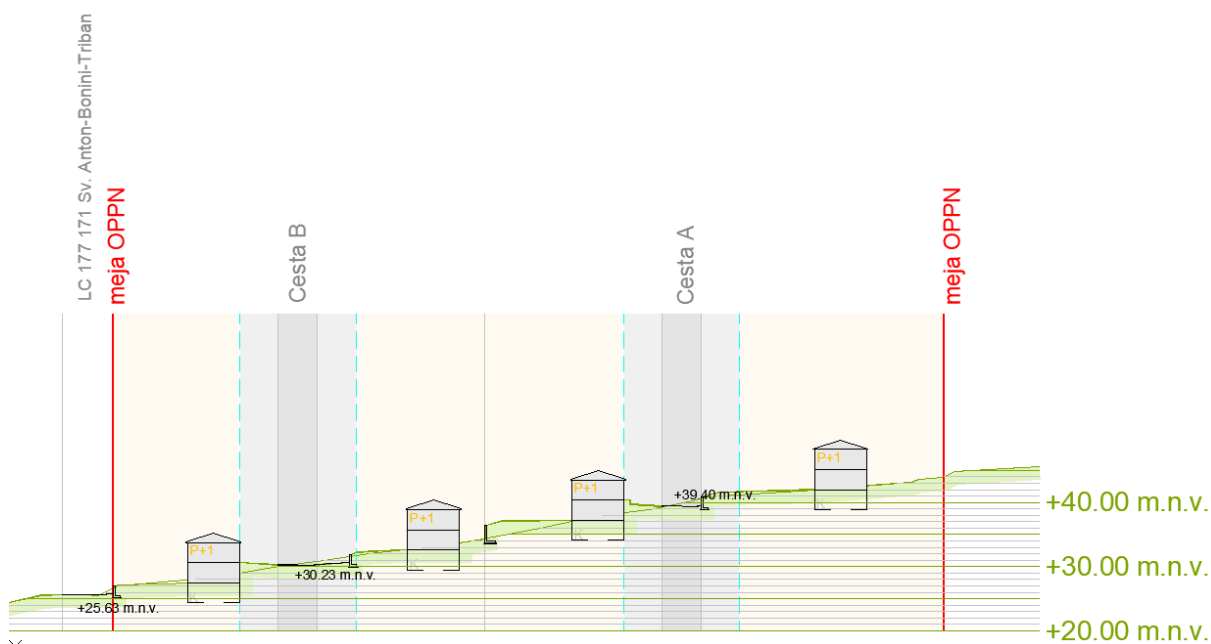 LC 177 171 Sv. Anton-Bonini-Triban
meja OPPN
Cesta B
Cesta A
meja OPPN
P+1
P+1
P+1
P+1
K
K
K
K
+39.40 m.n.v.
+40.00 m.n.v.
+30.23 m.n.v.
+30.00 m.n.v.
+25.63 m.n.v.
+20.00 m.n.v.